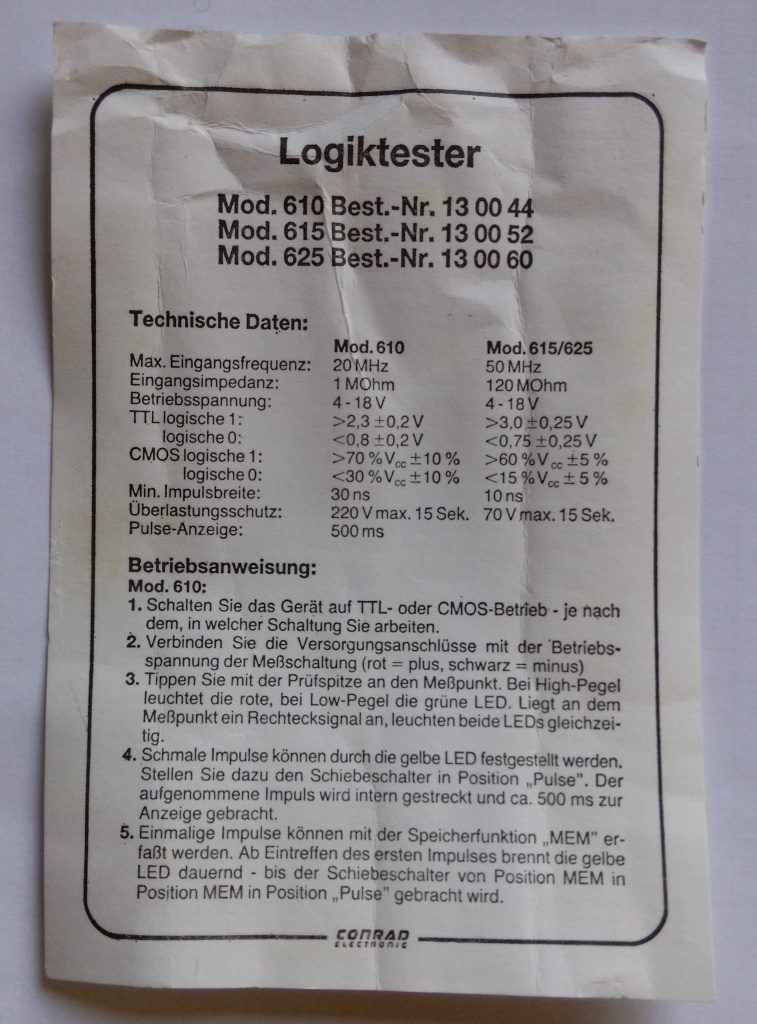 Logiktester
Mod. 610 Best.-Nr. 13 00 44
Mod. 615 Best.-Nr. 13 00 52
Mod. 625 Best.-Nr. 13 00 60
Technische Daten:
Mod. 610 Mod. 615/625
Max. Eingangsfrequenz: 20 MHz 50 MHz
Eingangsimpedanz: 1 MOhm 120 MOhm
Betriebsspannung: 4 - 18 V 4 - 18 V
TTL logische 1: >2,3 ±0,2 V >3,0 ±0,25 V
logische 0: <0,8 ±0,2 V <0,75 ±0,25 V
CMOS logische 1: >70 % Vcc ±10 % >60 % Vcc ±5 %
logische 0: <30 % Vcc ±10 % <15 % Vcc ± 5 %
Min. Impulsbreite: 30 ns 10 ns
Überlastungsschutz: 220 V max. 15 Sek. 70 V max. 15 Sek.
Pulse-Anzeige: 500 ms
Betriebsanweisung:
Mod. 610:
1. Schalten Sie das Gerät auf TTL- oder CMOS-Betrieb - je nach
dem, in welcher Schaltung Sie arbeiten.
2. Verbinden Sie die Versorgungsanschlüsse mit der Betriebs-
spannung der Meßschaltung (rot = plus, schwarz = minus)
3. Tippen Sie mit der Prüfspitze an den Meßpunkt. Bei High-Pegel
leuchtet die rote, bei Low-Pegel die grüne LED. Liegt an dem
Meßpunkt ein Rechtecksignal an, leuchten beide LEDs gleichzei-
tig.
4. Schmale Impulse können durch die gelbe LED festgestellt werden.
Stellen Sie dazu den Schiebeschalter in Position „Pulse". Der
aufgenommene Impuls wird intern gestreckt und ca. 500 ms zur
Anzeige gebracht.
5. Einmalige Impulse können mit der Speicherfunktion „MEM" er-
faßt werden. Ab Eintreffen des ersten Impulses brennt die gelbe
LED dauernd - bis der Schiebeschalter von Position MEM in
Position MEM in Position „Pulse" gebracht wird.
CONRAD
ELECTRONIC